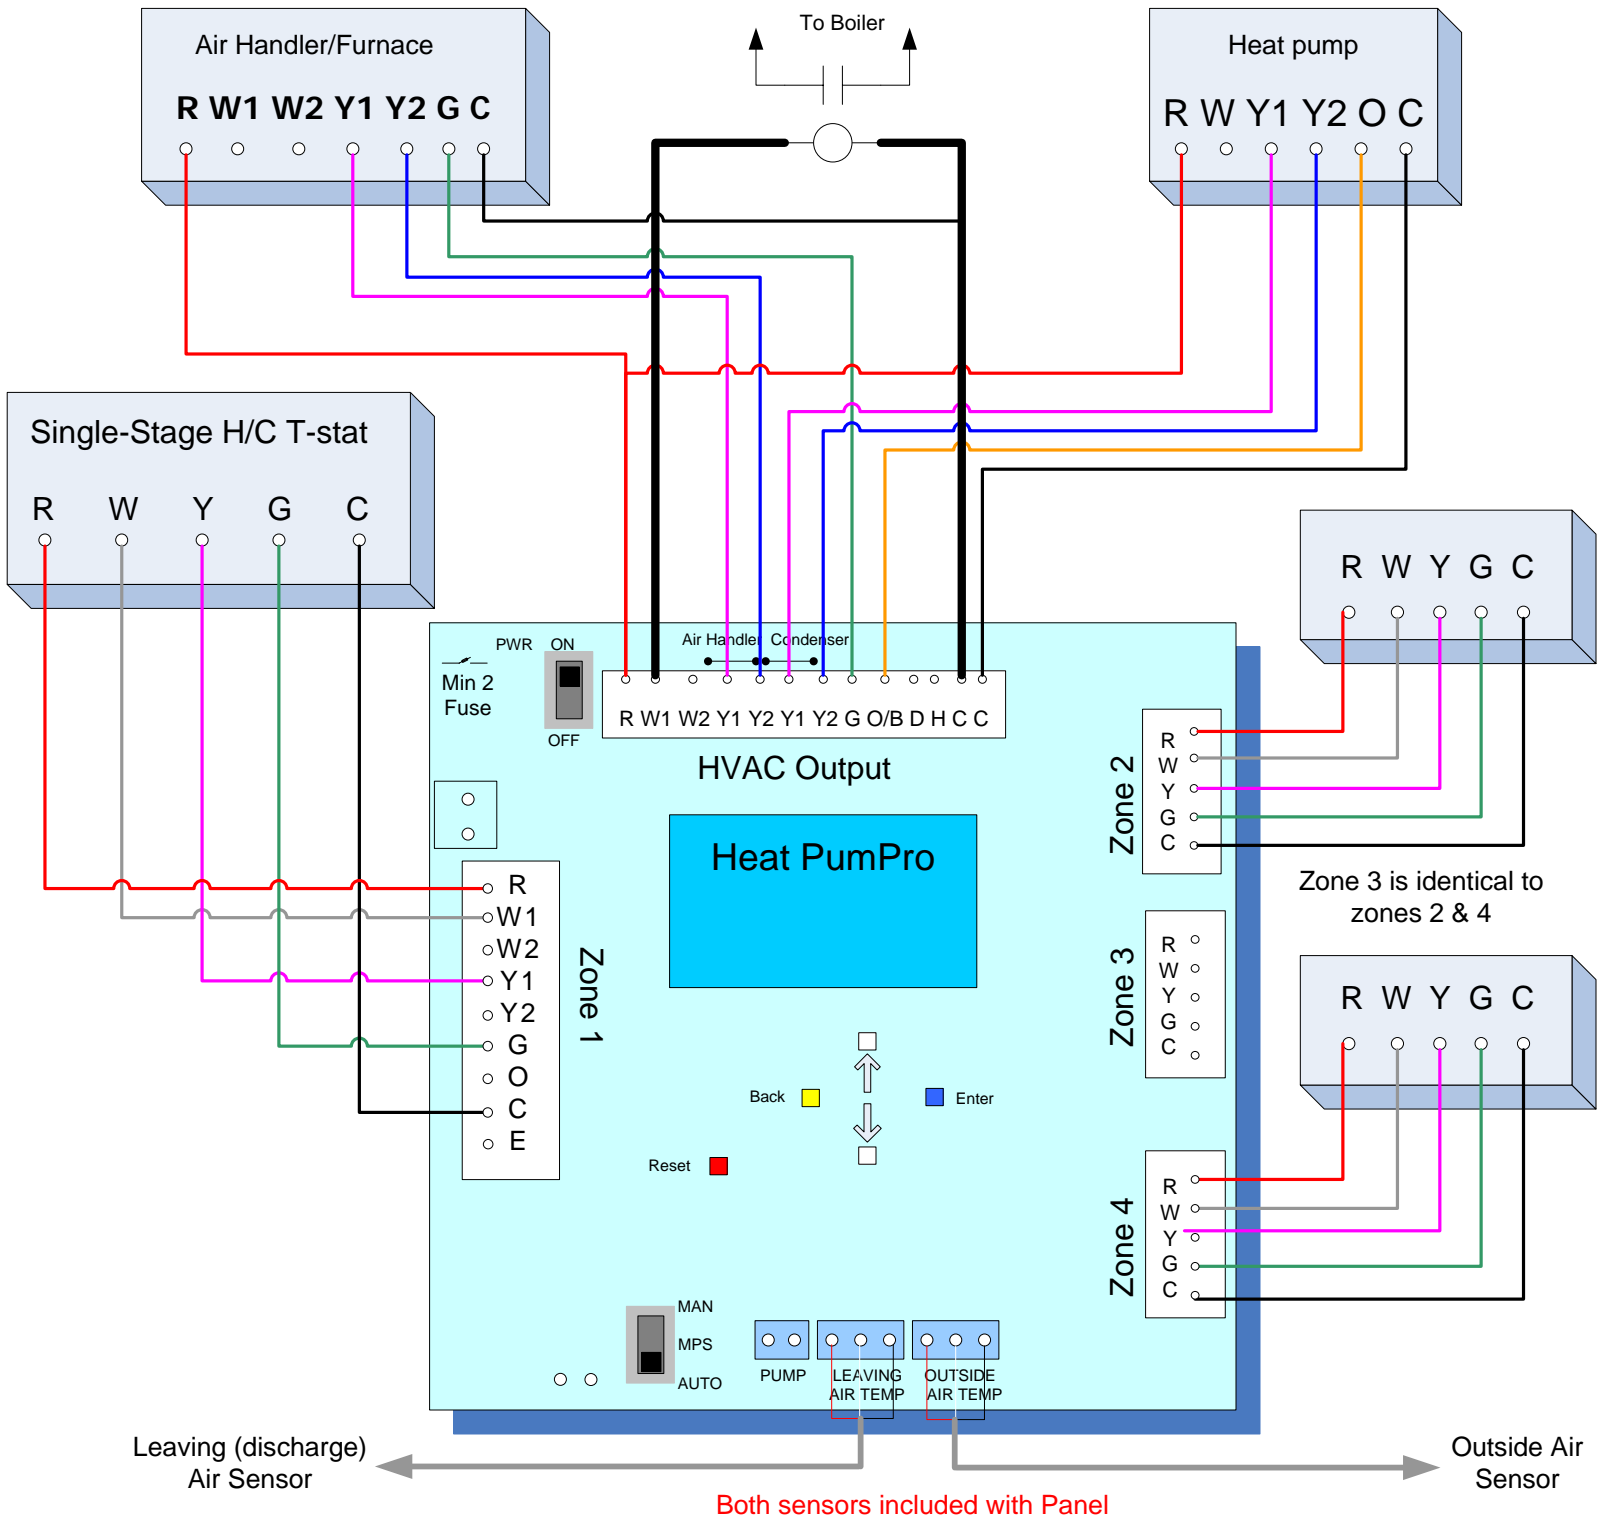 To Boiler
Air Handler/Furnace
R W1 W2 Y1 Y2 G C
Heat pump
R W Y1 Y2 O C
Single-Stage H/C T-stat
R W Y G C
R W Y G C
PWR ON
OFF
Min 2
Fuse
Air Handler Condenser
R W1 W2 Y1 Y2 Y1 Y2 G O/B D H C C
HVAC Output
Heat PumPro
Zone 1
R
W1
W2
Y1
Y2
G
O
C
E
Zone 2
R
W
Y
G
C
Zone 3 is identical to
zones 2 & 4
Zone 3
R
W
Y
G
C
R W Y G C
Back
Enter
Reset
Zone 4
R
W
Y
G
C
MAN
MPS
AUTO
PUMP
LEAVING
AIR TEMP
OUTSIDE
AIR TEMP
Leaving (discharge)
Air Sensor
Outside Air
Sensor
Both sensors included with Panel